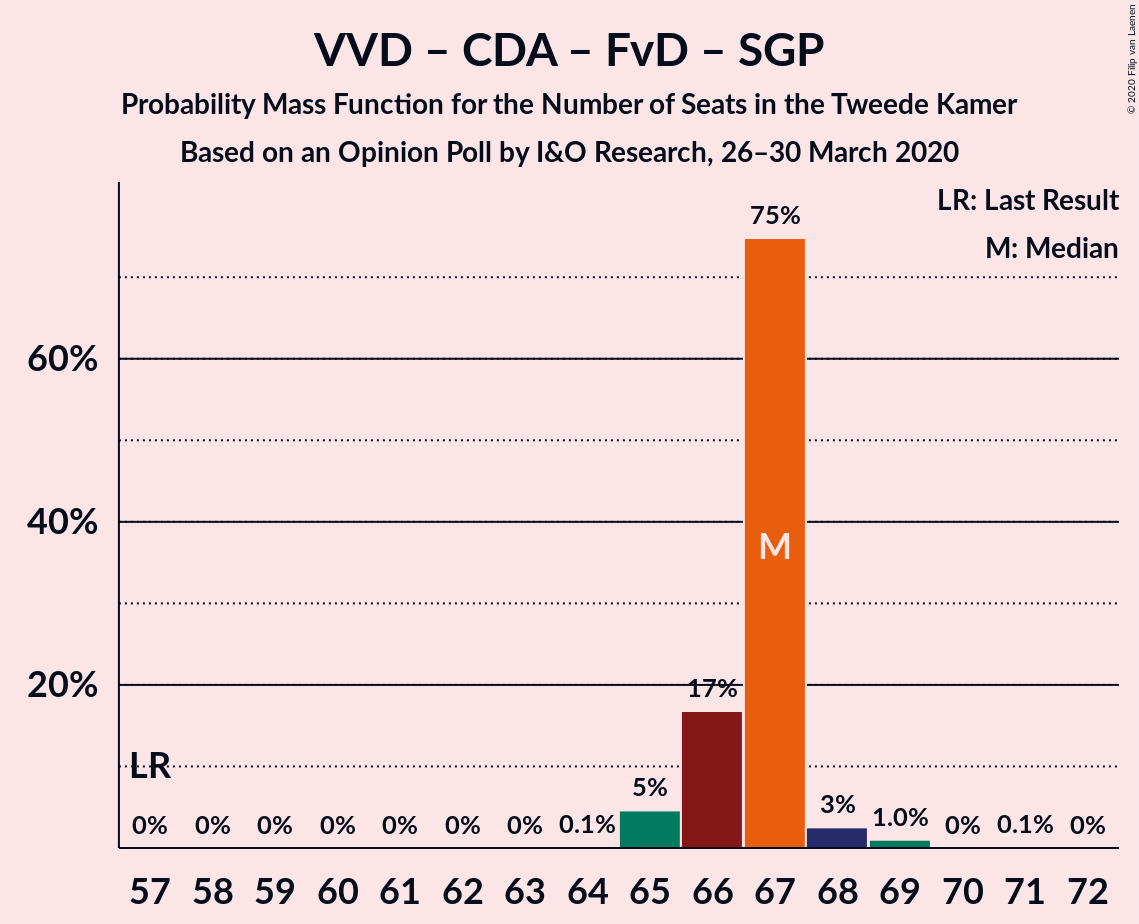 VVD – CDA – FvD – SGP
Probability Mass Function for the Number of Seats in the Tweede Kamer
Based on an Opinion Poll by I&O Research, 26–30 March 2020
© 2020 Filip van Laenen
LR: Last Result
M: Median
60%
40%
20%
LR
0%
0%
0%
0%
0%
0%
0%
0.1%
5%
17%
75%
M
3%
1.0%
0%
0.1%
0%
57 58 59 60 61 62 63 64 65 66 67 68 69 70 71 72